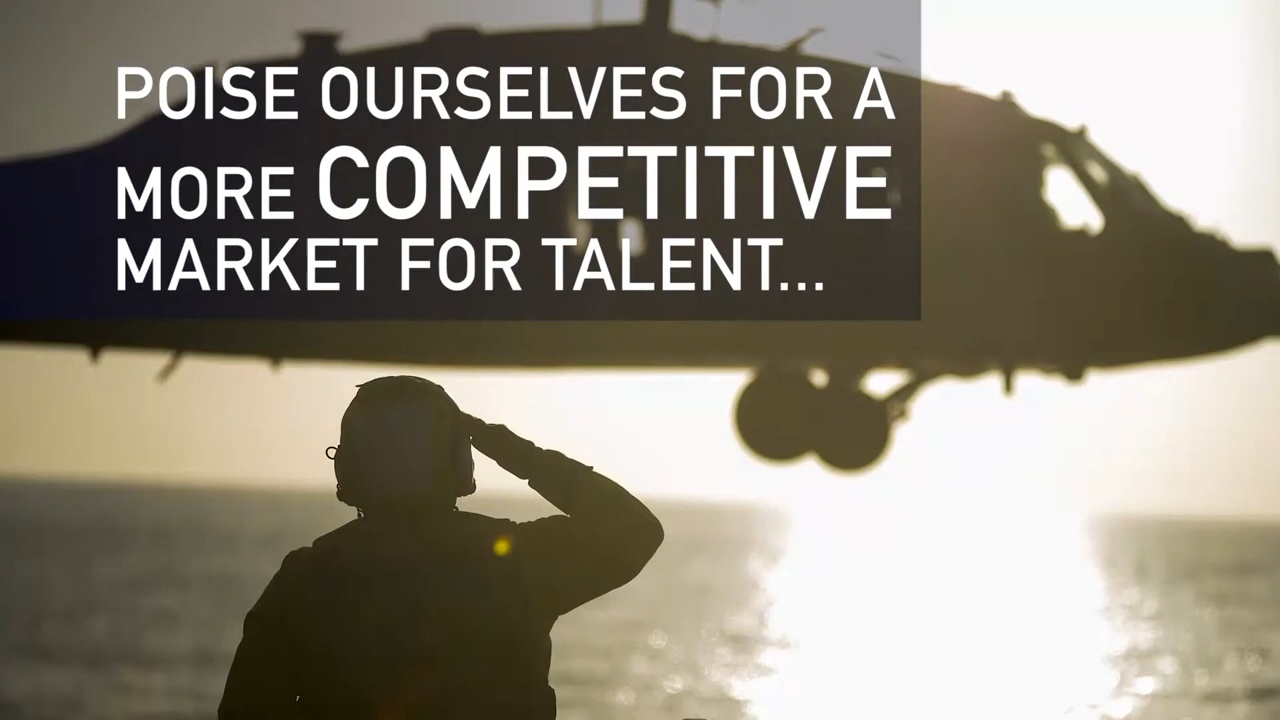 POISE OURSELVES FOR A
MORE COMPETITIVE
MARKET FOR TALENT...